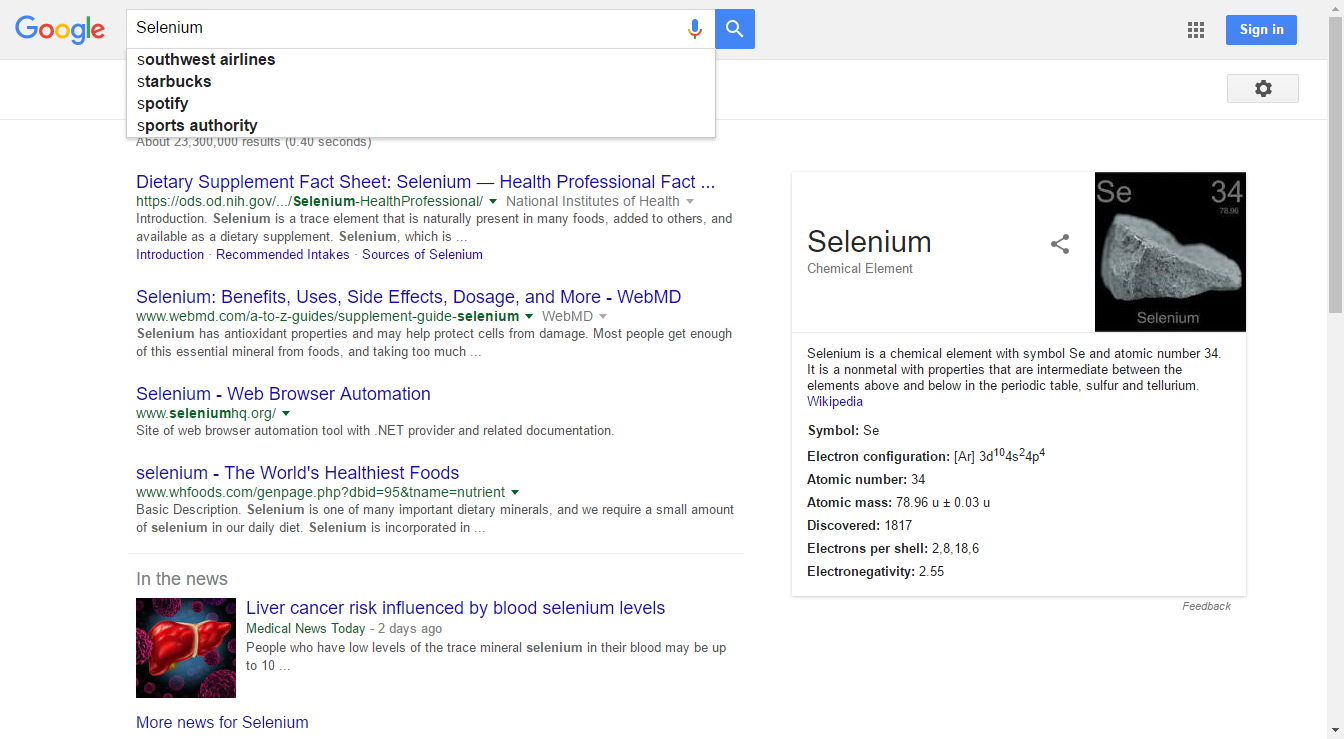 Google
Selenium
Sign in
southwest airlines
starbucks
spotify
sports authority
About 23,300,000 results (0.40 seconds)
Dietary Supplement Fact Sheet: Selenium — Health Professional Fact ...
https://ods.od.nih.gov/.../Selenium-HealthProfessional/ National Institutes of Health
Introduction. Selenium is a trace element that is naturally present in many foods, added to others, and
available as a dietary supplement. Selenium, which is ...
Introduction · Recommended Intakes · Sources of Selenium
Selenium: Benefits, Uses, Side Effects, Dosage, and More - WebMD
www.webmd.com/a-to-z-guides/supplement-guide-selenium WebMD
Selenium has antioxidant properties and may help protect cells from damage. Most people get enough
of this essential mineral from foods, and taking too much ...
Selenium - Web Browser Automation
www.seleniumhq.org/
Site of web browser automation tool with .NET provider and related documentation.
selenium - The World's Healthiest Foods
www.whfoods.com/genpage.php?dbid=95&tname=nutrient
Basic Description. Selenium is one of many important dietary minerals, and we require a small amount
of selenium in our daily diet. Selenium is incorporated in ...
In the news
Liver cancer risk influenced by blood selenium levels
Medical News Today - 2 days ago
People who have low levels of the trace mineral selenium in their blood may be up
to 10 ...
More news for Selenium
Selenium
Chemical Element
Se 34
78.96
Selenium
Selenium is a chemical element with symbol Se and atomic number 34.
It is a nonmetal with properties that are intermediate between the
elements above and below in the periodic table, sulfur and tellurium.
Wikipedia
Symbol: Se
Electron configuration: [Ar] 3d¹⁰4s²4p⁴
Atomic number: 34
Atomic mass: 78.96 u ± 0.03 u
Discovered: 1817
Electrons per shell: 2,8,18,6
Electronegativity: 2.55
Feedback